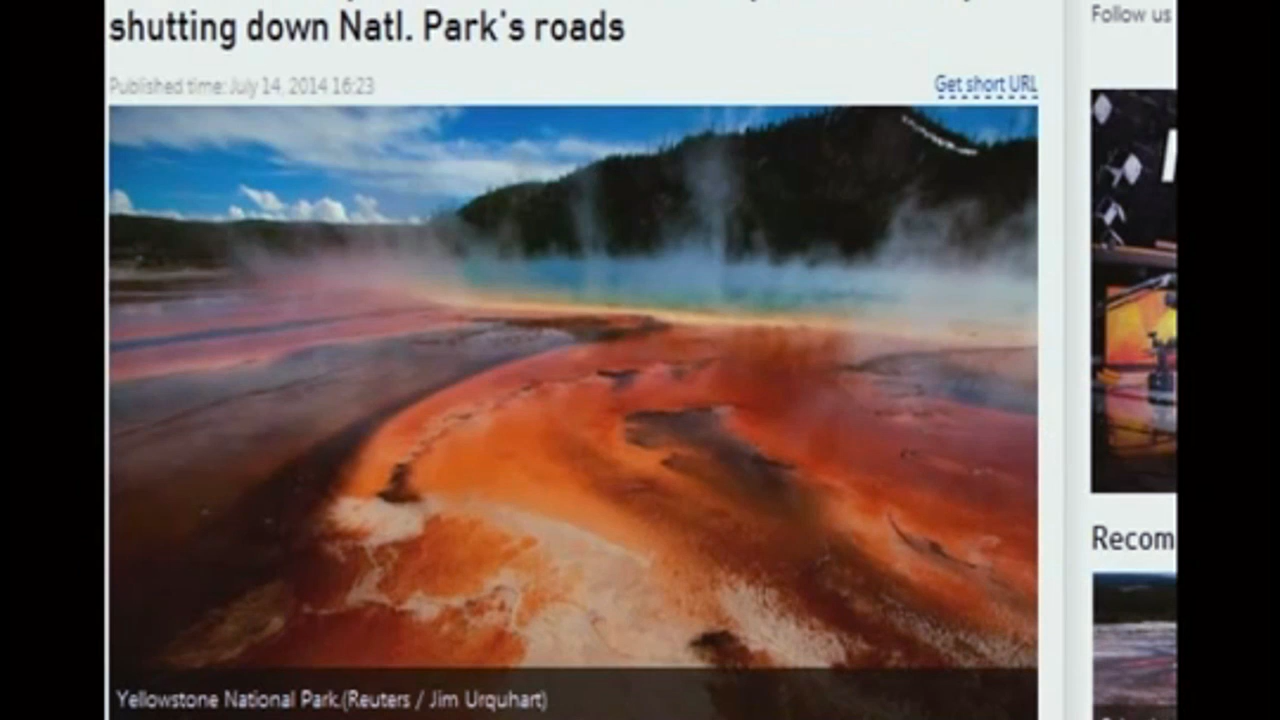 shutting down Natl. Park's roads
Follow us
Published time: July 14, 2014 16:23
Get short URL
Recom
Yellowstone National Park.(Reuters / Jim Urquhart)